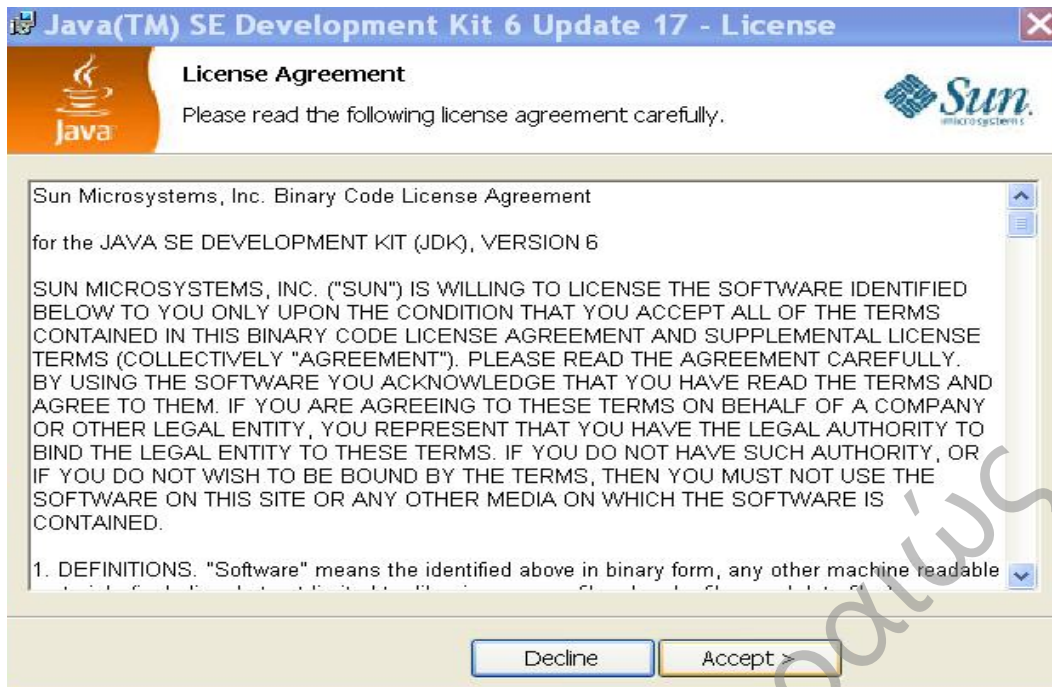 Java(TM) SE Development Kit 6 Update 17 - License
License Agreement
Please read the following license agreement carefully.
Java
Sun
microsystems
Sun Microsystems, Inc. Binary Code License Agreement
for the JAVA SE DEVELOPMENT KIT (JDK), VERSION 6
SUN MICROSYSTEMS, INC. ("SUN") IS WILLING TO LICENSE THE SOFTWARE IDENTIFIED
BELOW TO YOU ONLY UPON THE CONDITION THAT YOU ACCEPT ALL OF THE TERMS
CONTAINED IN THIS BINARY CODE LICENSE AGREEMENT AND SUPPLEMENTAL LICENSE
TERMS (COLLECTIVELY "AGREEMENT"). PLEASE READ THE AGREEMENT CAREFULLY.
BY USING THE SOFTWARE YOU ACKNOWLEDGE THAT YOU HAVE READ THE TERMS AND
AGREE TO THEM. IF YOU ARE AGREEING TO THESE TERMS ON BEHALF OF A COMPANY
OR OTHER LEGAL ENTITY, YOU REPRESENT THAT YOU HAVE THE LEGAL AUTHORITY TO
BIND THE LEGAL ENTITY TO THESE TERMS. IF YOU DO NOT HAVE SUCH AUTHORITY, OR
IF YOU DO NOT WISH TO BE BOUND BY THE TERMS, THEN YOU MUST NOT USE THE
SOFTWARE ON THIS SITE OR ANY OTHER MEDIA ON WHICH THE SOFTWARE IS
CONTAINED.
1. DEFINITIONS. "Software" means the identified above in binary form, any other machine readable
Decline
Accept >
ραιώς